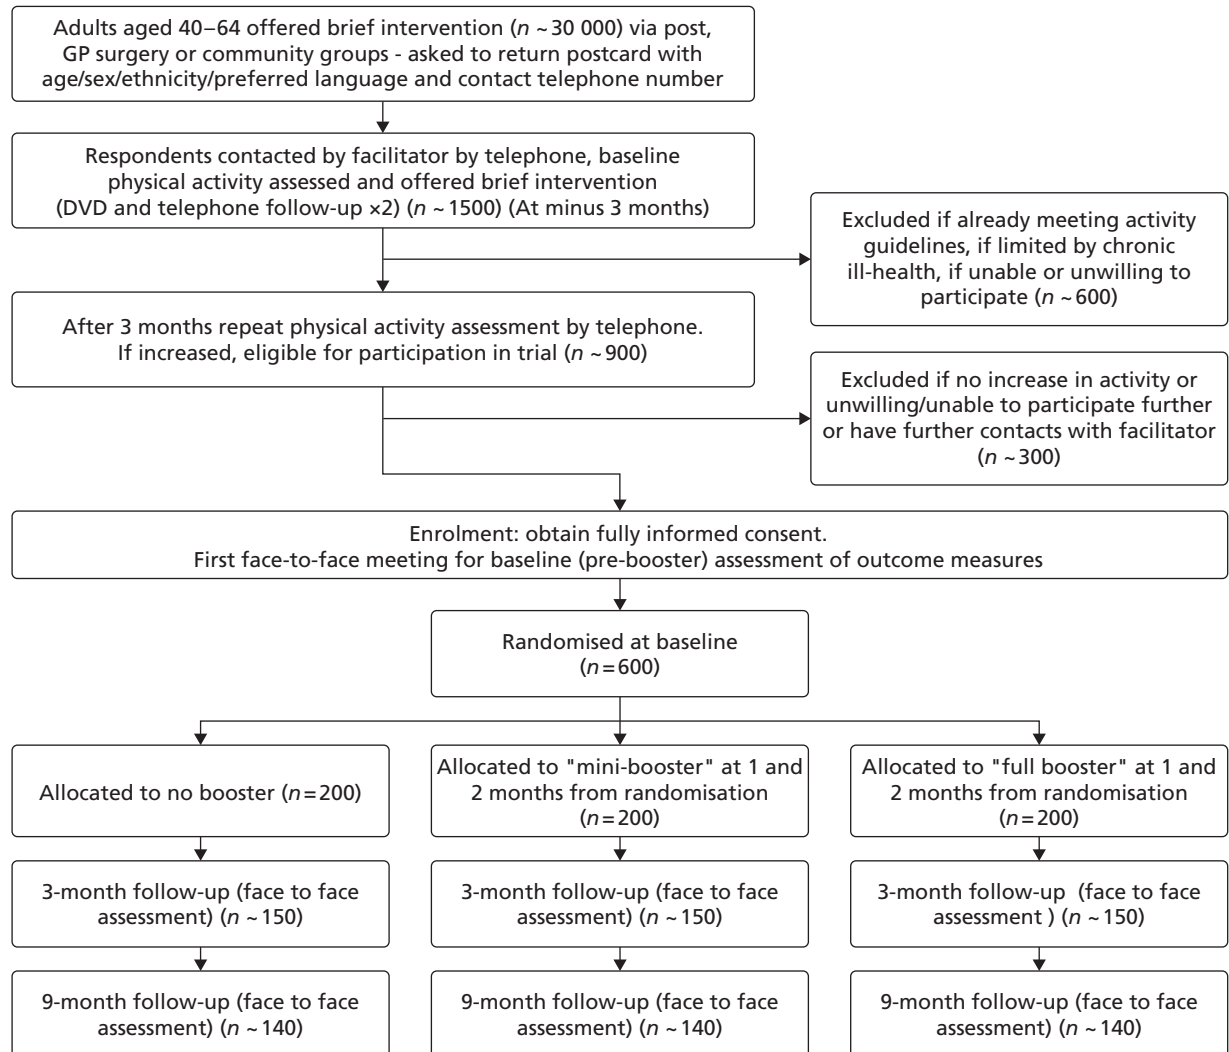 Adults aged 40–64 offered brief intervention (n ~ 30 000) via post,
GP surgery or community groups - asked to return postcard with
age/sex/ethnicity/preferred language and contact telephone number
Respondents contacted by facilitator by telephone, baseline
physical activity assessed and offered brief intervention
(DVD and telephone follow-up ×2) (n ~ 1500) (At minus 3 months)
Excluded if already meeting activity
guidelines, if limited by chronic
ill-health, if unable or unwilling to
participate (n ~ 600)
After 3 months repeat physical activity assessment by telephone.
If increased, eligible for participation in trial (n ~ 900)
Excluded if no increase in activity or
unwilling/unable to participate further
or have further contacts with facilitator
(n ~ 300)
Enrolment: obtain fully informed consent.
First face-to-face meeting for baseline (pre-booster) assessment of outcome measures
Randomised at baseline
(n = 600)
Allocated to no booster (n = 200)
Allocated to "mini-booster" at 1 and
2 months from randomisation
(n = 200)
Allocated to "full booster" at 1 and
2 months from randomisation
(n = 200)
3-month follow-up (face to face
assessment) (n ~ 150)
3-month follow-up (face to face
assessment) (n ~ 150)
3-month follow-up (face to face
assessment ) (n ~ 150)
9-month follow-up (face to face
assessment) (n ~ 140)
9-month follow-up (face to face
assessment) (n ~ 140)
9-month follow-up (face to face
assessment) (n ~ 140)